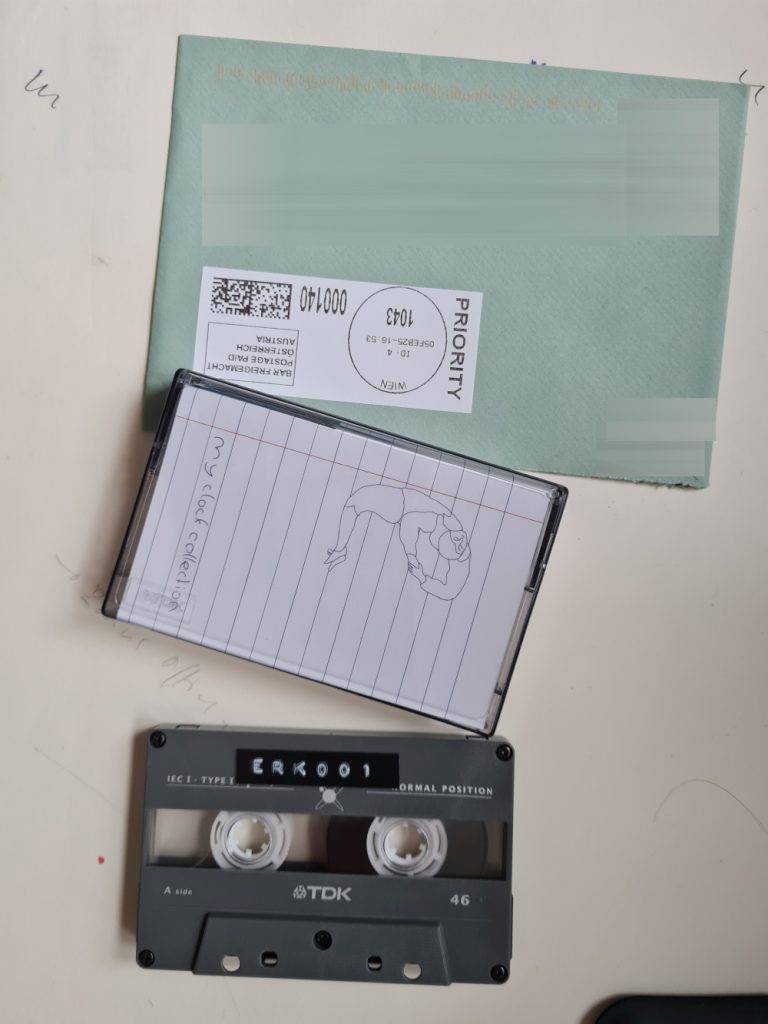 PRIORITY
WIEN
ID: 4
05FEB25-16:53
1043
000140
BAR FREIGEMACHT
POSTAGE PAID
ÖSTERREICH
AUSTRIA
my clock collection
ERK001
IEC I · TYPE I
NORMAL POSITION
A side
TDK
46